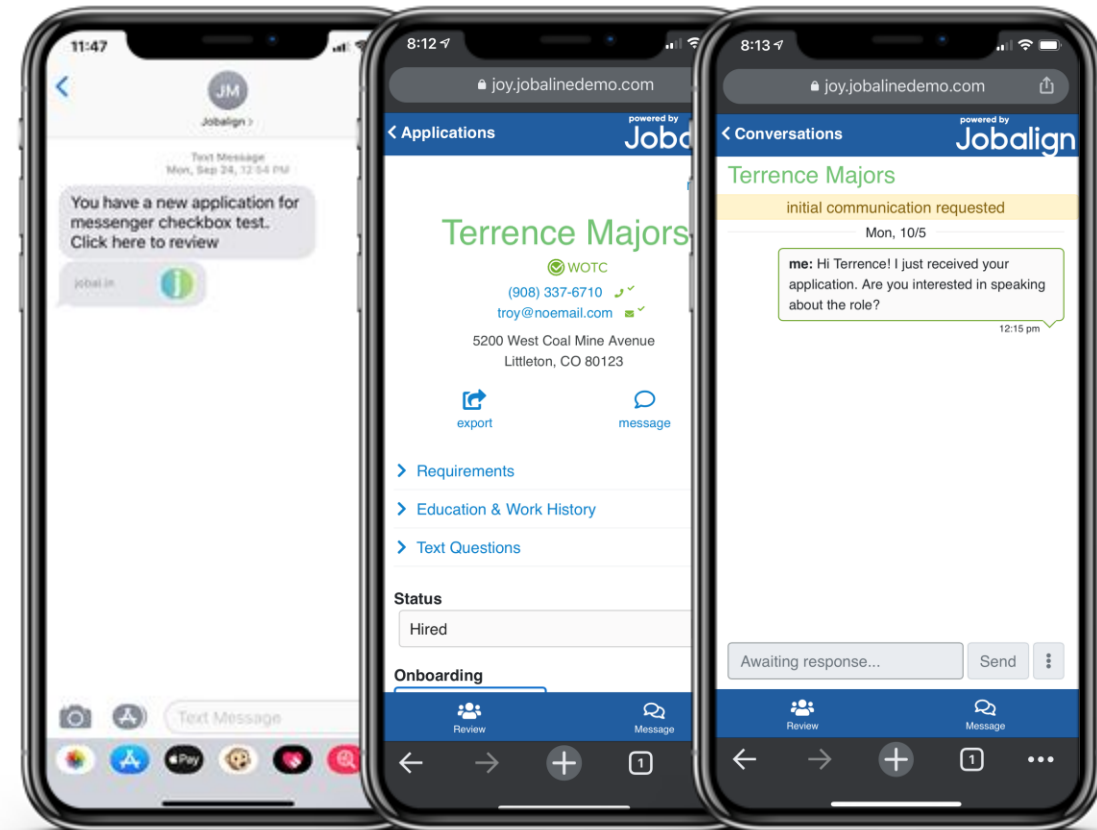 11:47
JM
Jobalign >
Text Message
Mon, Sep 24, 12:54 PM
You have a new application for
messenger checkbox test.
Click here to review
jobal.in
j
Text Message
Pay
8:12
joy.jobalinedemo.com
Applications
powered by
Terrence Majors
WOTC
(908) 337-6710
troy@noemail.com
5200 West Coal Mine Avenue
Littleton, CO 80123
export
message
Requirements
Education & Work History
Text Questions
Status
Hired
Onboarding
Review
Message
1
8:13
joy.jobalinedemo.com
Conversations
powered by
Jobalign
Terrence Majors
initial communication requested
Mon, 10/5
me: Hi Terrence! I just received your
application. Are you interested in speaking
about the role?
12:15 pm
Awaiting response...
Send
Review
Message
1